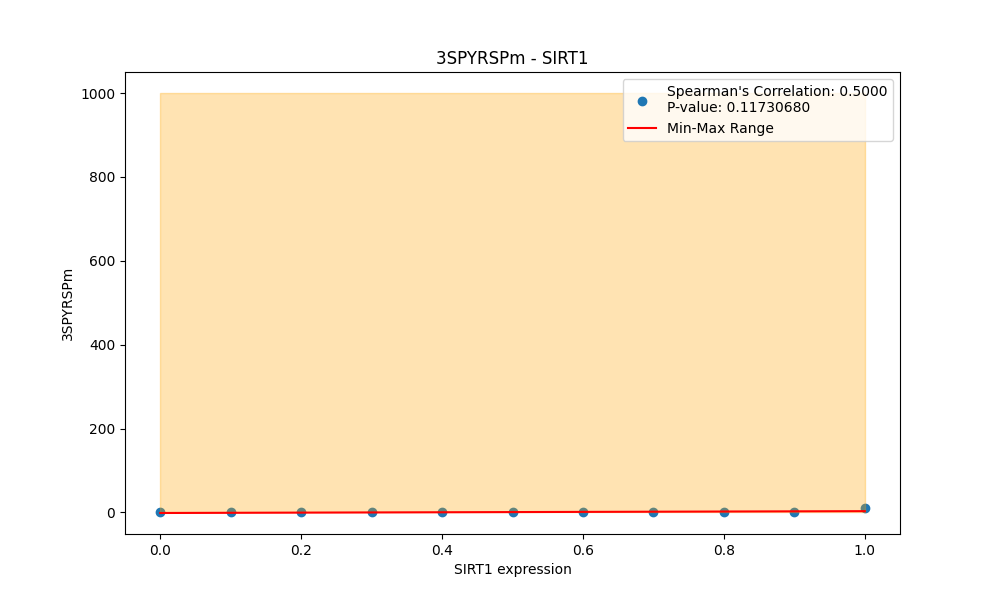 3SPYRSPm - SIRT1
Spearman's Correlation: 0.5000
P-value: 0.11730680
Min-Max Range
1000
800
600
400
200
0
3SPYRSPm
0.0 0.2 0.4 0.6 0.8 1.0
SIRT1 expression